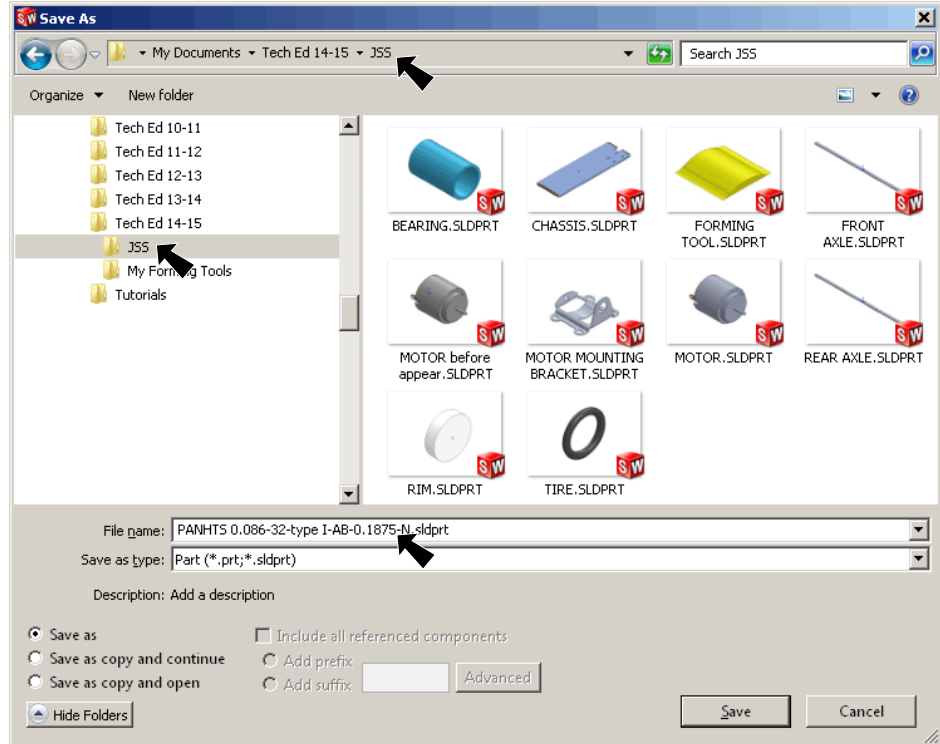 Save As
My Documents Tech Ed 14-15 JSS
Search JSS
Organize New folder
Tech Ed 10-11
Tech Ed 11-12
Tech Ed 12-13
Tech Ed 13-14
Tech Ed 14-15
JSS
My Forming Tools
Tutorials
BEARING.SLDPRT
CHASSIS.SLDPRT
FORMING
TOOL.SLDPRT
FRONT
AXLE.SLDPRT
MOTOR before
appear.SLDPRT
MOTOR MOUNTING
BRACKET.SLDPRT
MOTOR.SLDPRT
REAR AXLE.SLDPRT
RIM.SLDPRT
TIRE.SLDPRT
File name: PANHTS 0.086-32-type I-AB-0.1875-N.sldprt
Save as type: Part (*.prt;*.sldprt)
Description: Add a description
Save as
Save as copy and continue
Save as copy and open
Include all referenced components
Add prefix
Add suffix
Advanced
Hide Folders
Save
Cancel